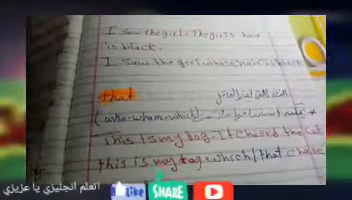 I saw the girl. The girl's hair
is black.
I saw the girl whose hair is black
that
(who-whom-which)
This is my tag-It chased the cat
this is my tag which/that chased
اتعلم انجليزي يا عزيزي
Like
SHARE